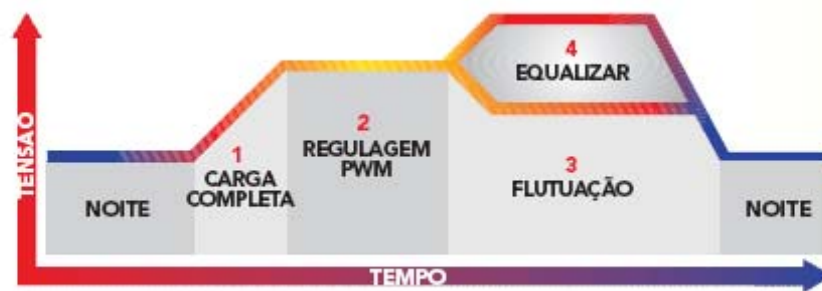 TENSÃO
NOITE
1
CARGA
COMPLETA
2
REGULAGEM
PWM
4
EQUALIZAR
3
FLUTUAÇÃO
NOITE
TEMPO